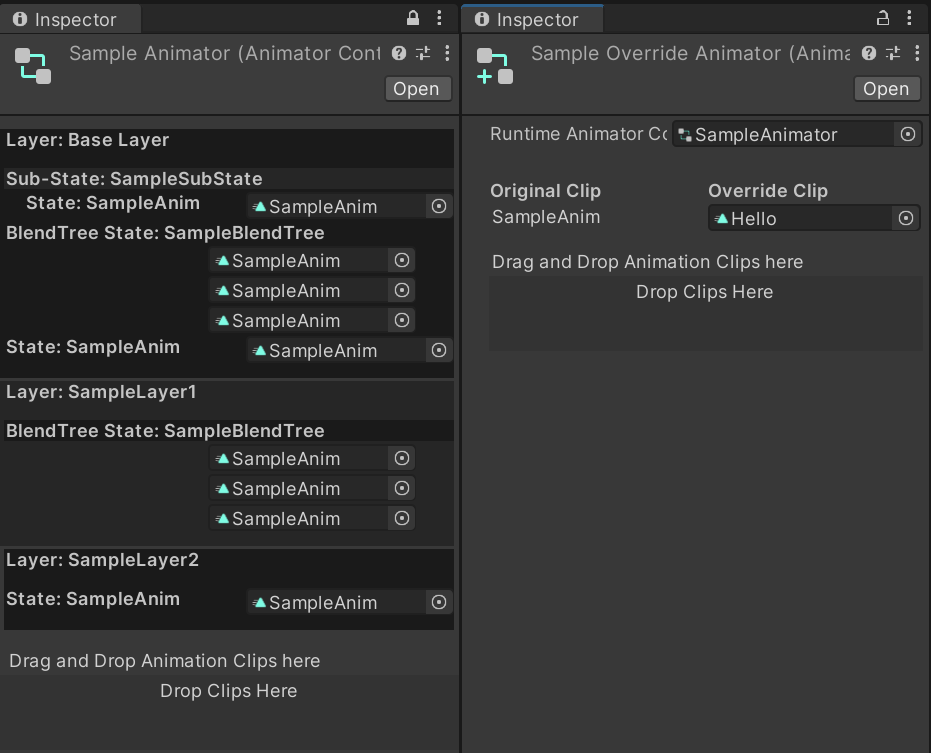 Inspector
Sample Animator (Animator Cont
Open
Layer: Base Layer
Sub-State: SampleSubState
State: SampleAnim SampleAnim
BlendTree State: SampleBlendTree
SampleAnim
SampleAnim
SampleAnim
State: SampleAnim SampleAnim
Layer: SampleLayer1
BlendTree State: SampleBlendTree
SampleAnim
SampleAnim
SampleAnim
Layer: SampleLayer2
State: SampleAnim SampleAnim
Drag and Drop Animation Clips here
Drop Clips Here
Inspector
Sample Override Animator (Anima
Open
Runtime Animator Co SampleAnimator
Original Clip Override Clip
SampleAnim Hello
Drag and Drop Animation Clips here
Drop Clips Here